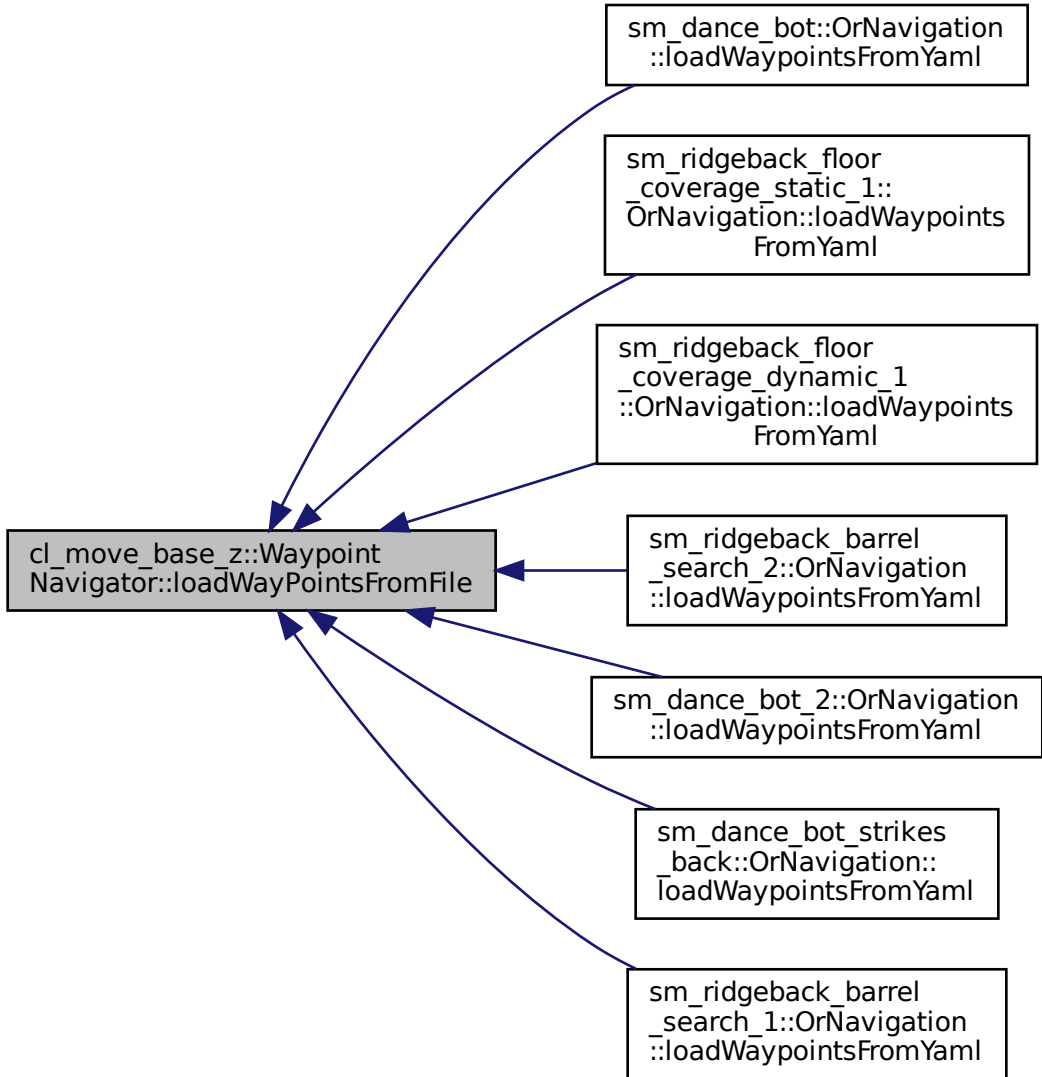 sm_dance_bot::OrNavigation
::loadWaypointsFromYaml
sm_ridgeback_floor
_coverage_static_1::
OrNavigation::loadWaypoints
FromYaml
sm_ridgeback_floor
_coverage_dynamic_1
::OrNavigation::loadWaypoints
FromYaml
cl_move_base_z::Waypoint
Navigator::loadWayPointsFromFile
sm_ridgeback_barrel
_search_2::OrNavigation
::loadWaypointsFromYaml
sm_dance_bot_2::OrNavigation
::loadWaypointsFromYaml
sm_dance_bot_strikes
_back::OrNavigation::
loadWaypointsFromYaml
sm_ridgeback_barrel
_search_1::OrNavigation
::loadWaypointsFromYaml